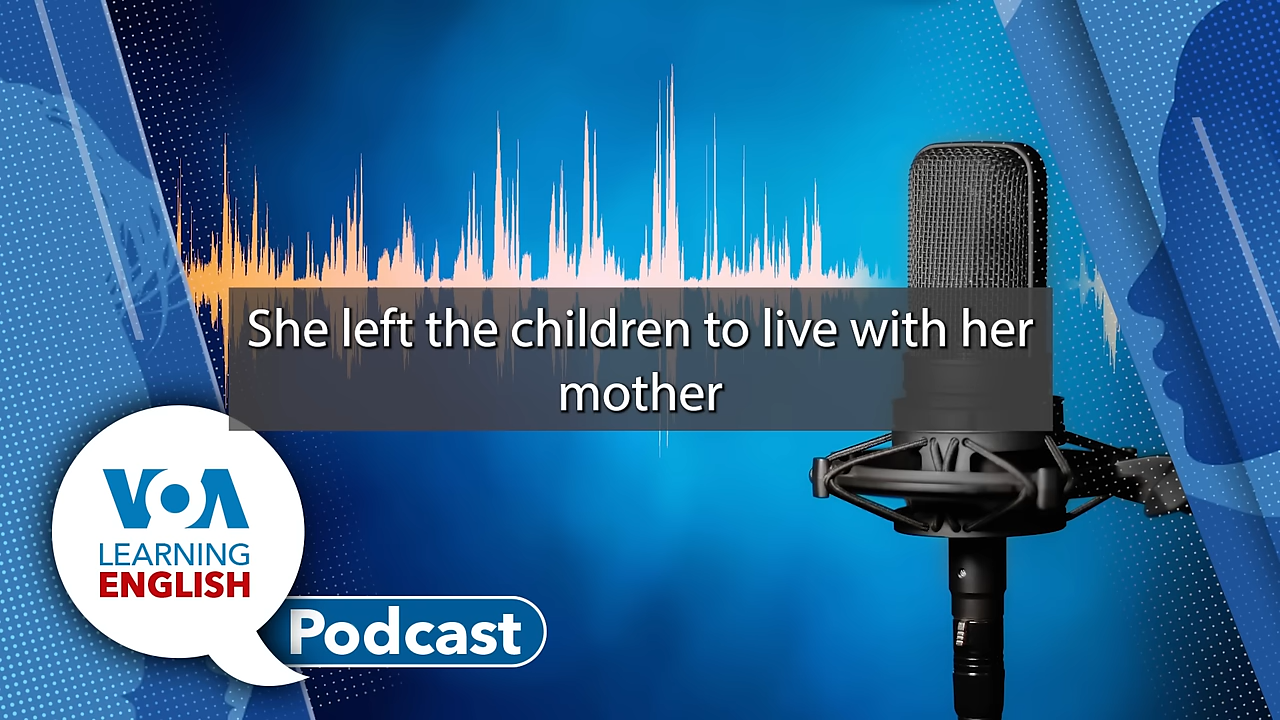 She left the children to live with her
mother
VOA
LEARNING
ENGLISH
Podcast